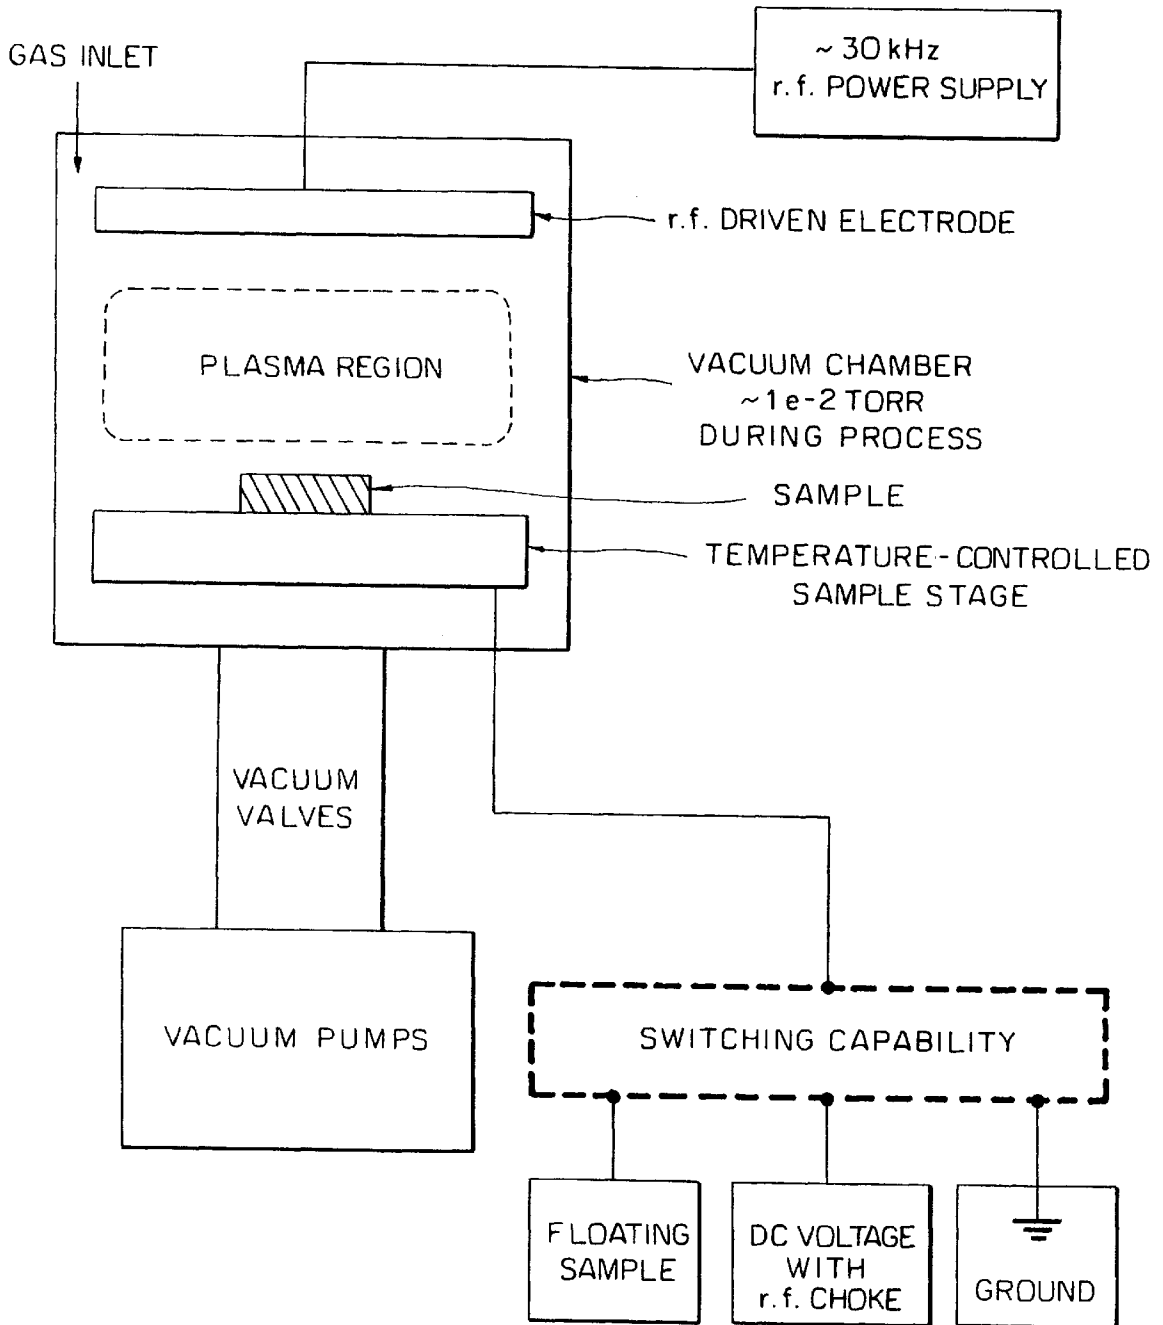 GAS INLET
~ 30 kHz
r.f. POWER SUPPLY
r.f. DRIVEN ELECTRODE
PLASMA REGION
VACUUM CHAMBER
~1e-2 TORR
DURING PROCESS
SAMPLE
TEMPERATURE-CONTROLLED
SAMPLE STAGE
VACUUM
VALVES
VACUUM PUMPS
SWITCHING CAPABILITY
FLOATING
SAMPLE
DC VOLTAGE
WITH
r.f. CHOKE
GROUND